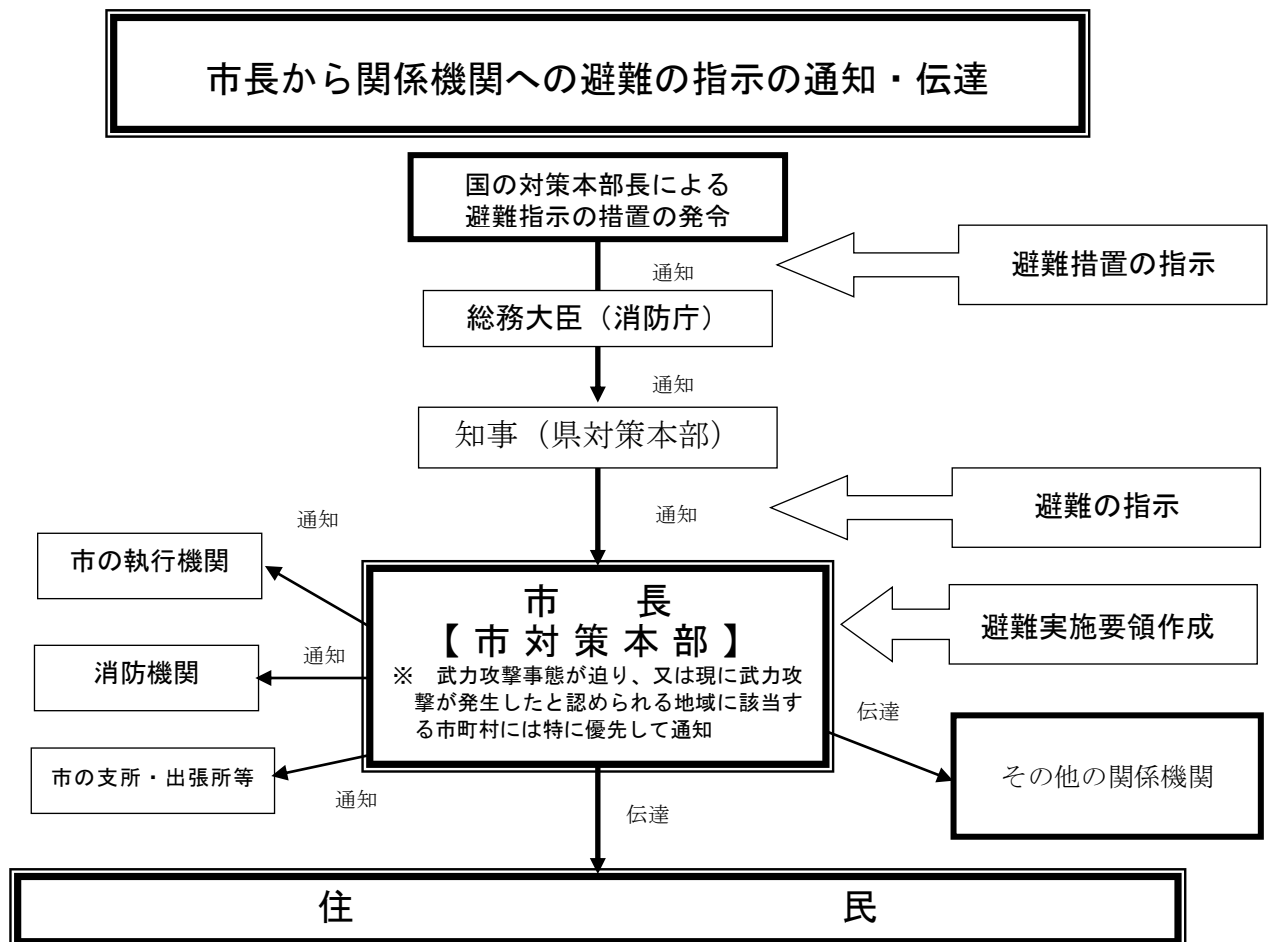 市長から関係機関への避難の指示の通知・伝達
国の対策本部長による
避難指示の措置の発令
通知
避難措置の指示
総務大臣（消防庁）
通知
知事（県対策本部）
通知
避難の指示
通知
市の執行機関
市　　長
【市対策本部】
※　武力攻撃事態が迫り、又は現に武力攻
撃が発生したと認められる地域に該当す
る市町村には特に優先して通知
避難実施要領作成
通知
消防機関
伝達
その他の関係機関
市の支所・出張所等
通知
伝達
住　　民